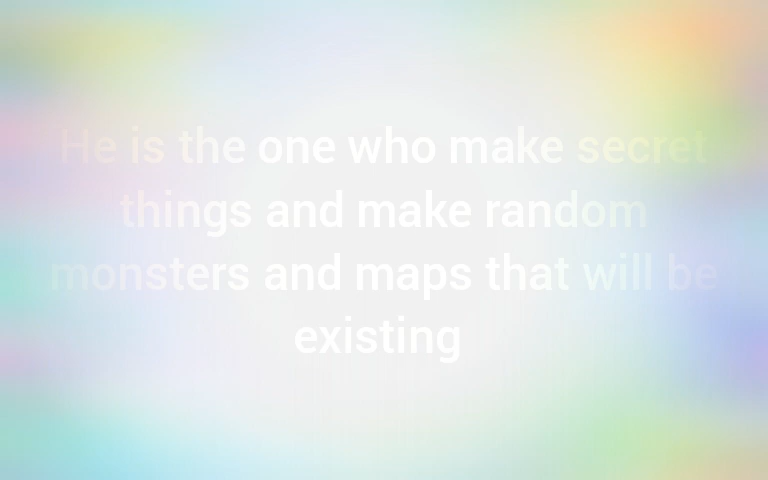 He is the one who make secret
things and make random
monsters and maps that will be
existing